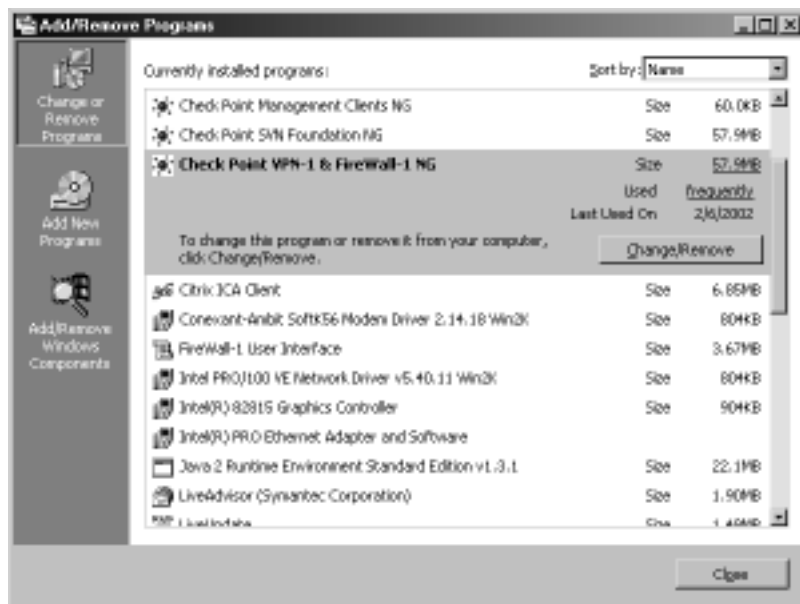 Add/Remove Programs
Change or
Remove
Programs
Add New
Programs
Add/Remove
Windows
Components
Currently installed programs:
Sort by: Name
Check Point Management Clients NG Size 60.0KB
Check Point SVN Foundation NG Size 57.9MB
Check Point VPN-1 & FireWall-1 NG Size 57.9MB
Used frequently
Last Used On 2/6/2002
To change this program or remove it from your computer,
click Change/Remove.
Change/Remove
Citrix ICA Client Size 6.85MB
Conexant-Ambit SoftK56 Modem Driver 2.14.18 Win2K Size 804KB
FireWall-1 User Interface Size 3.67MB
Intel PRO/100 VE Network Driver v5.40.11 Win2K Size 804KB
Intel(R) 82815 Graphics Controller Size 904KB
Intel(R) PRO Ethernet Adapter and Software
Java 2 Runtime Environment Standard Edition v1.3.1 Size 22.1MB
LiveAdvisor (Symantec Corporation) Size 1.90MB
LiveUpdate Size 1.48MB
Close